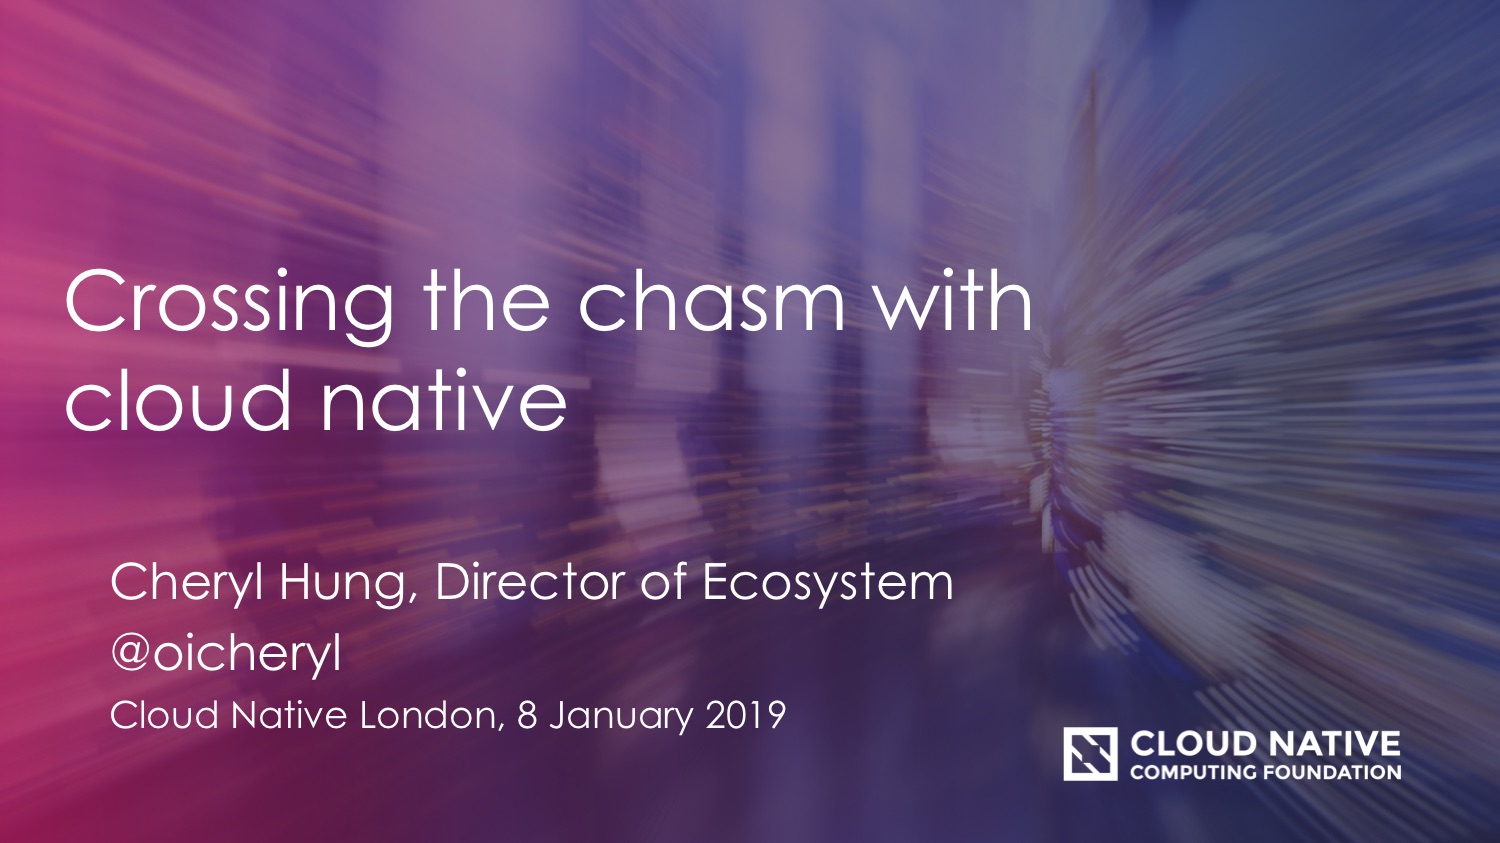 Crossing the chasm with
cloud native
Cheryl Hung, Director of Ecosystem
@oicheryl
Cloud Native London, 8 January 2019
CLOUD NATIVE
COMPUTING FOUNDATION